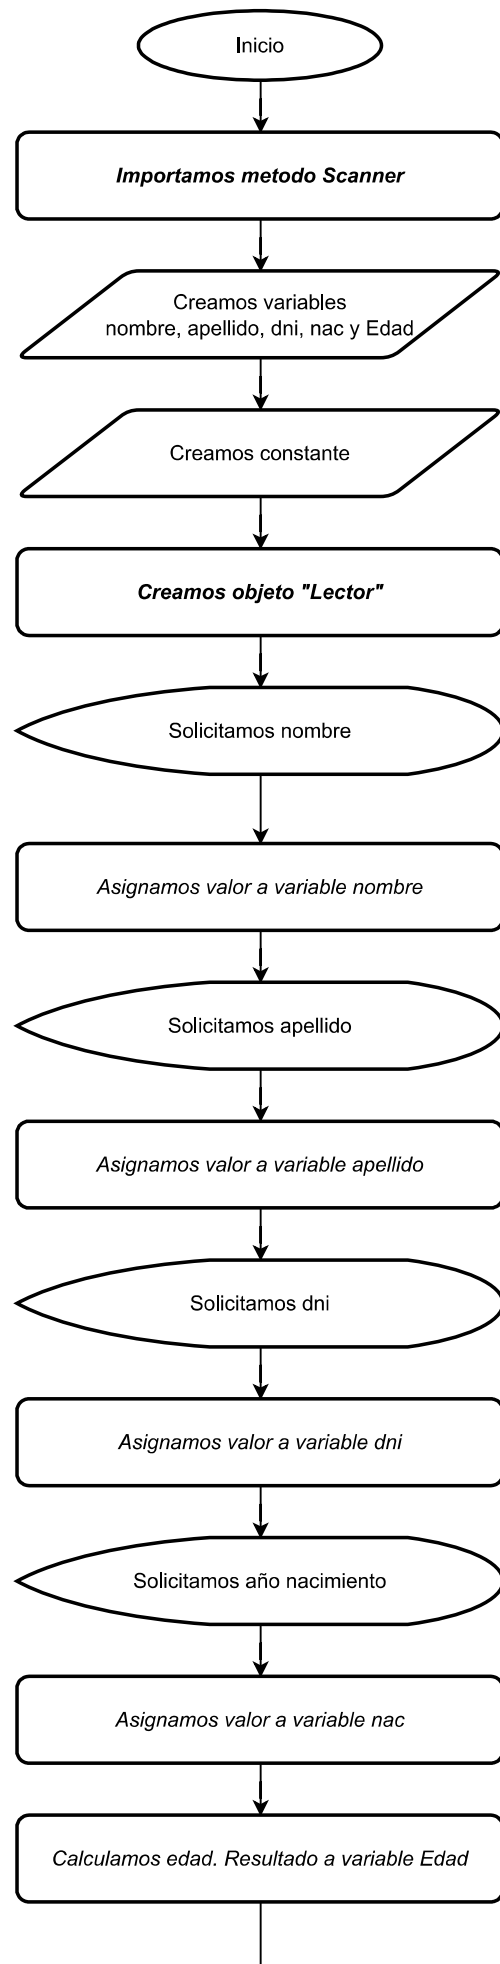 Inicio
Importamos metodo Scanner
Creamos variables
nombre, apellido, dni, nac y Edad
Creamos constante
Creamos objeto "Lector"
Solicitamos nombre
Asignamos valor a variable nombre
Solicitamos apellido
Asignamos valor a variable apellido
Solicitamos dni
Asignamos valor a variable dni
Solicitamos año nacimiento
Asignamos valor a variable nac
Calculamos edad. Resultado a variable Edad